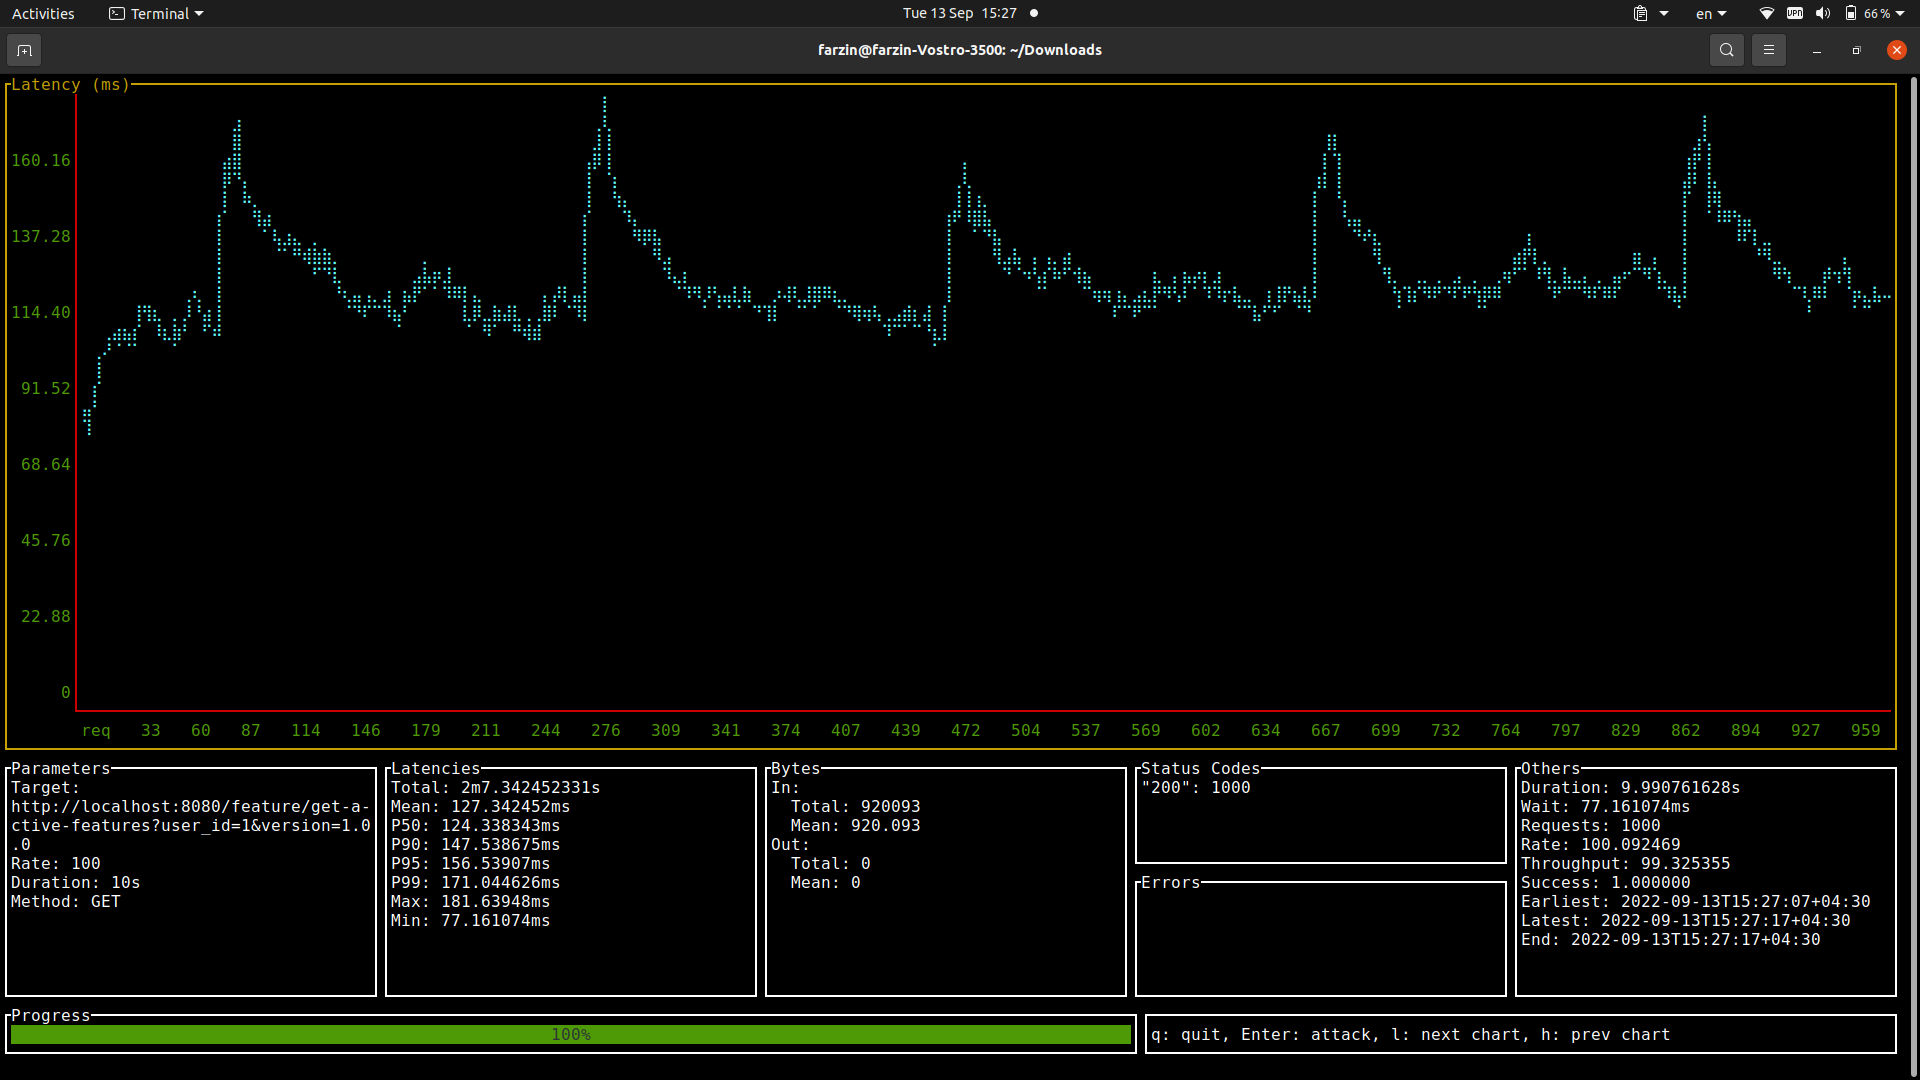 Activities Terminal Tue 13 Sep 15:27 en VPN 66 %
farzin@farzin-Vostro-3500: ~/Downloads
Latency (ms)
160.16
137.28
114.40
91.52
68.64
45.76
22.88
0
req 33 60 87 114 146 179 211 244 276 309 341 374 407 439 472 504 537 569 602 634 667 699 732 764 797 829 862 894 927 959
Parameters
Target:
http://localhost:8080/feature/get-a-
ctive-features?user_id=1&version=1.0
.0
Rate: 100
Duration: 10s
Method: GET
Latencies
Total: 2m7.342452331s
Mean: 127.342452ms
P50: 124.338343ms
P90: 147.538675ms
P95: 156.53907ms
P99: 171.044626ms
Max: 181.63948ms
Min: 77.161074ms
Bytes
In:
Total: 920093
Mean: 920.093
Out:
Total: 0
Mean: 0
Status Codes
"200": 1000
Errors
Others
Duration: 9.990761628s
Wait: 77.161074ms
Requests: 1000
Rate: 100.092469
Throughput: 99.325355
Success: 1.000000
Earliest: 2022-09-13T15:27:07+04:30
Latest: 2022-09-13T15:27:17+04:30
End: 2022-09-13T15:27:17+04:30
Progress
100%
q: quit, Enter: attack, l: next chart, h: prev chart